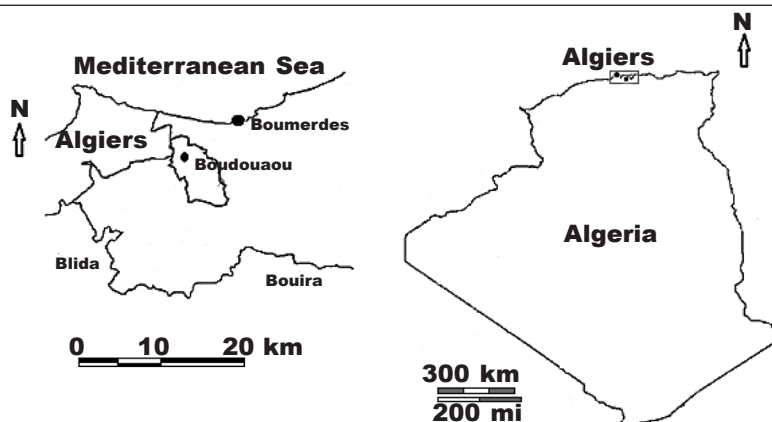 Mediterranean Sea
N
Boumerdes
Algiers
Boudouaou
Blida
Bouira
0 10 20 km
N
Algiers
Algeria
300 km
200 mi